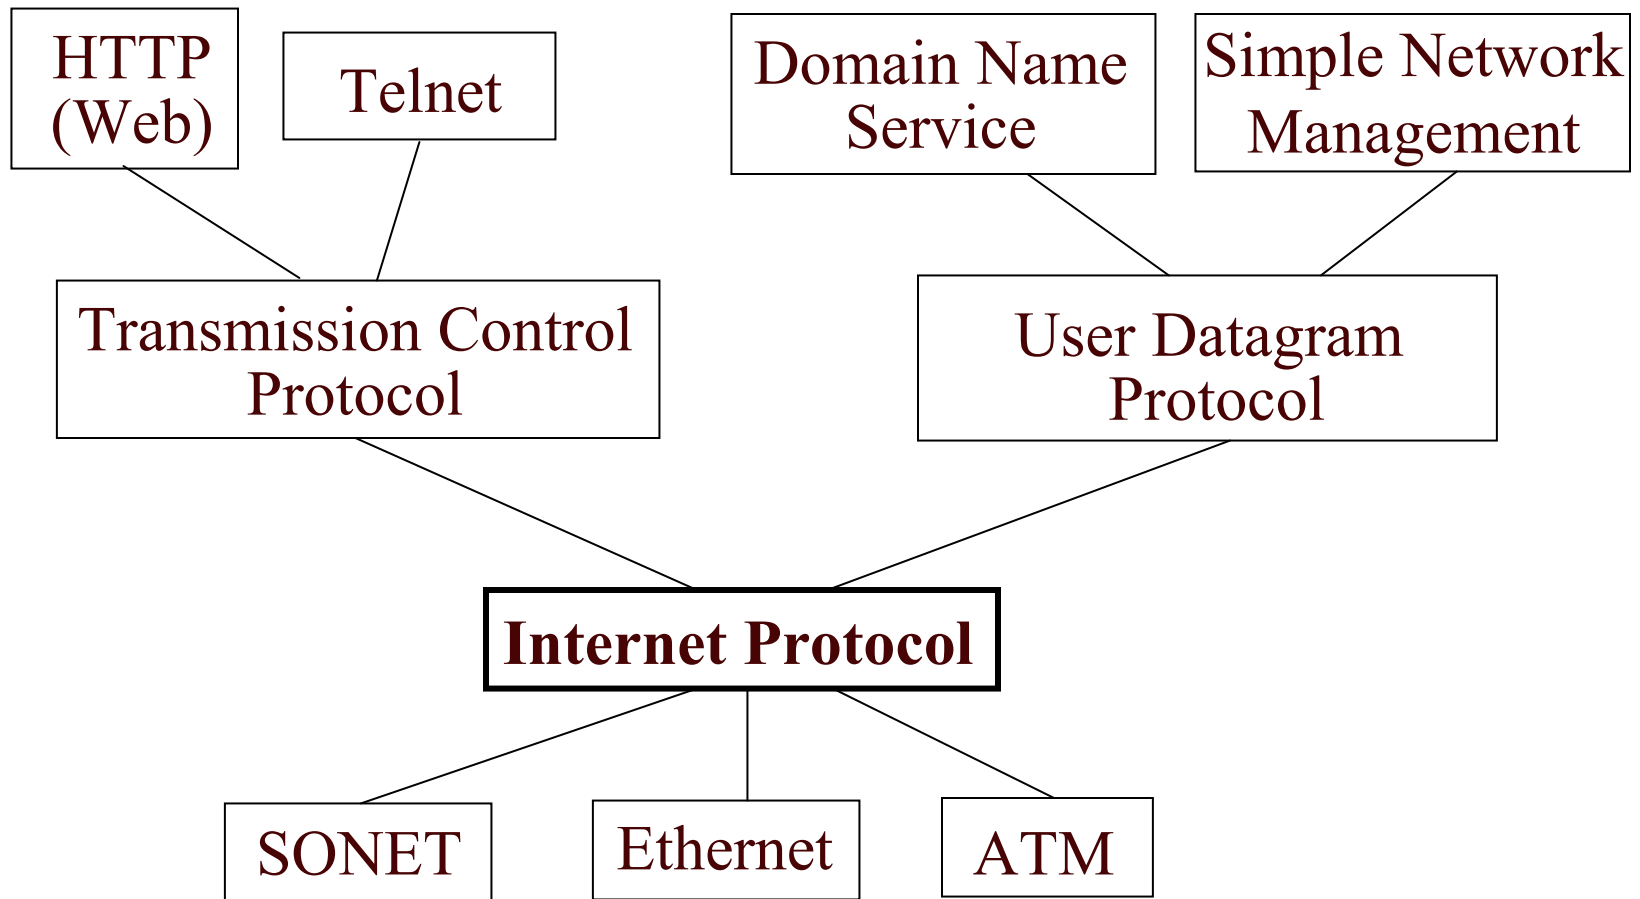 HTTP
(Web)
Telnet
Domain Name
Service
Simple Network
Management
Transmission Control
Protocol
User Datagram
Protocol
Internet Protocol
SONET
Ethernet
ATM